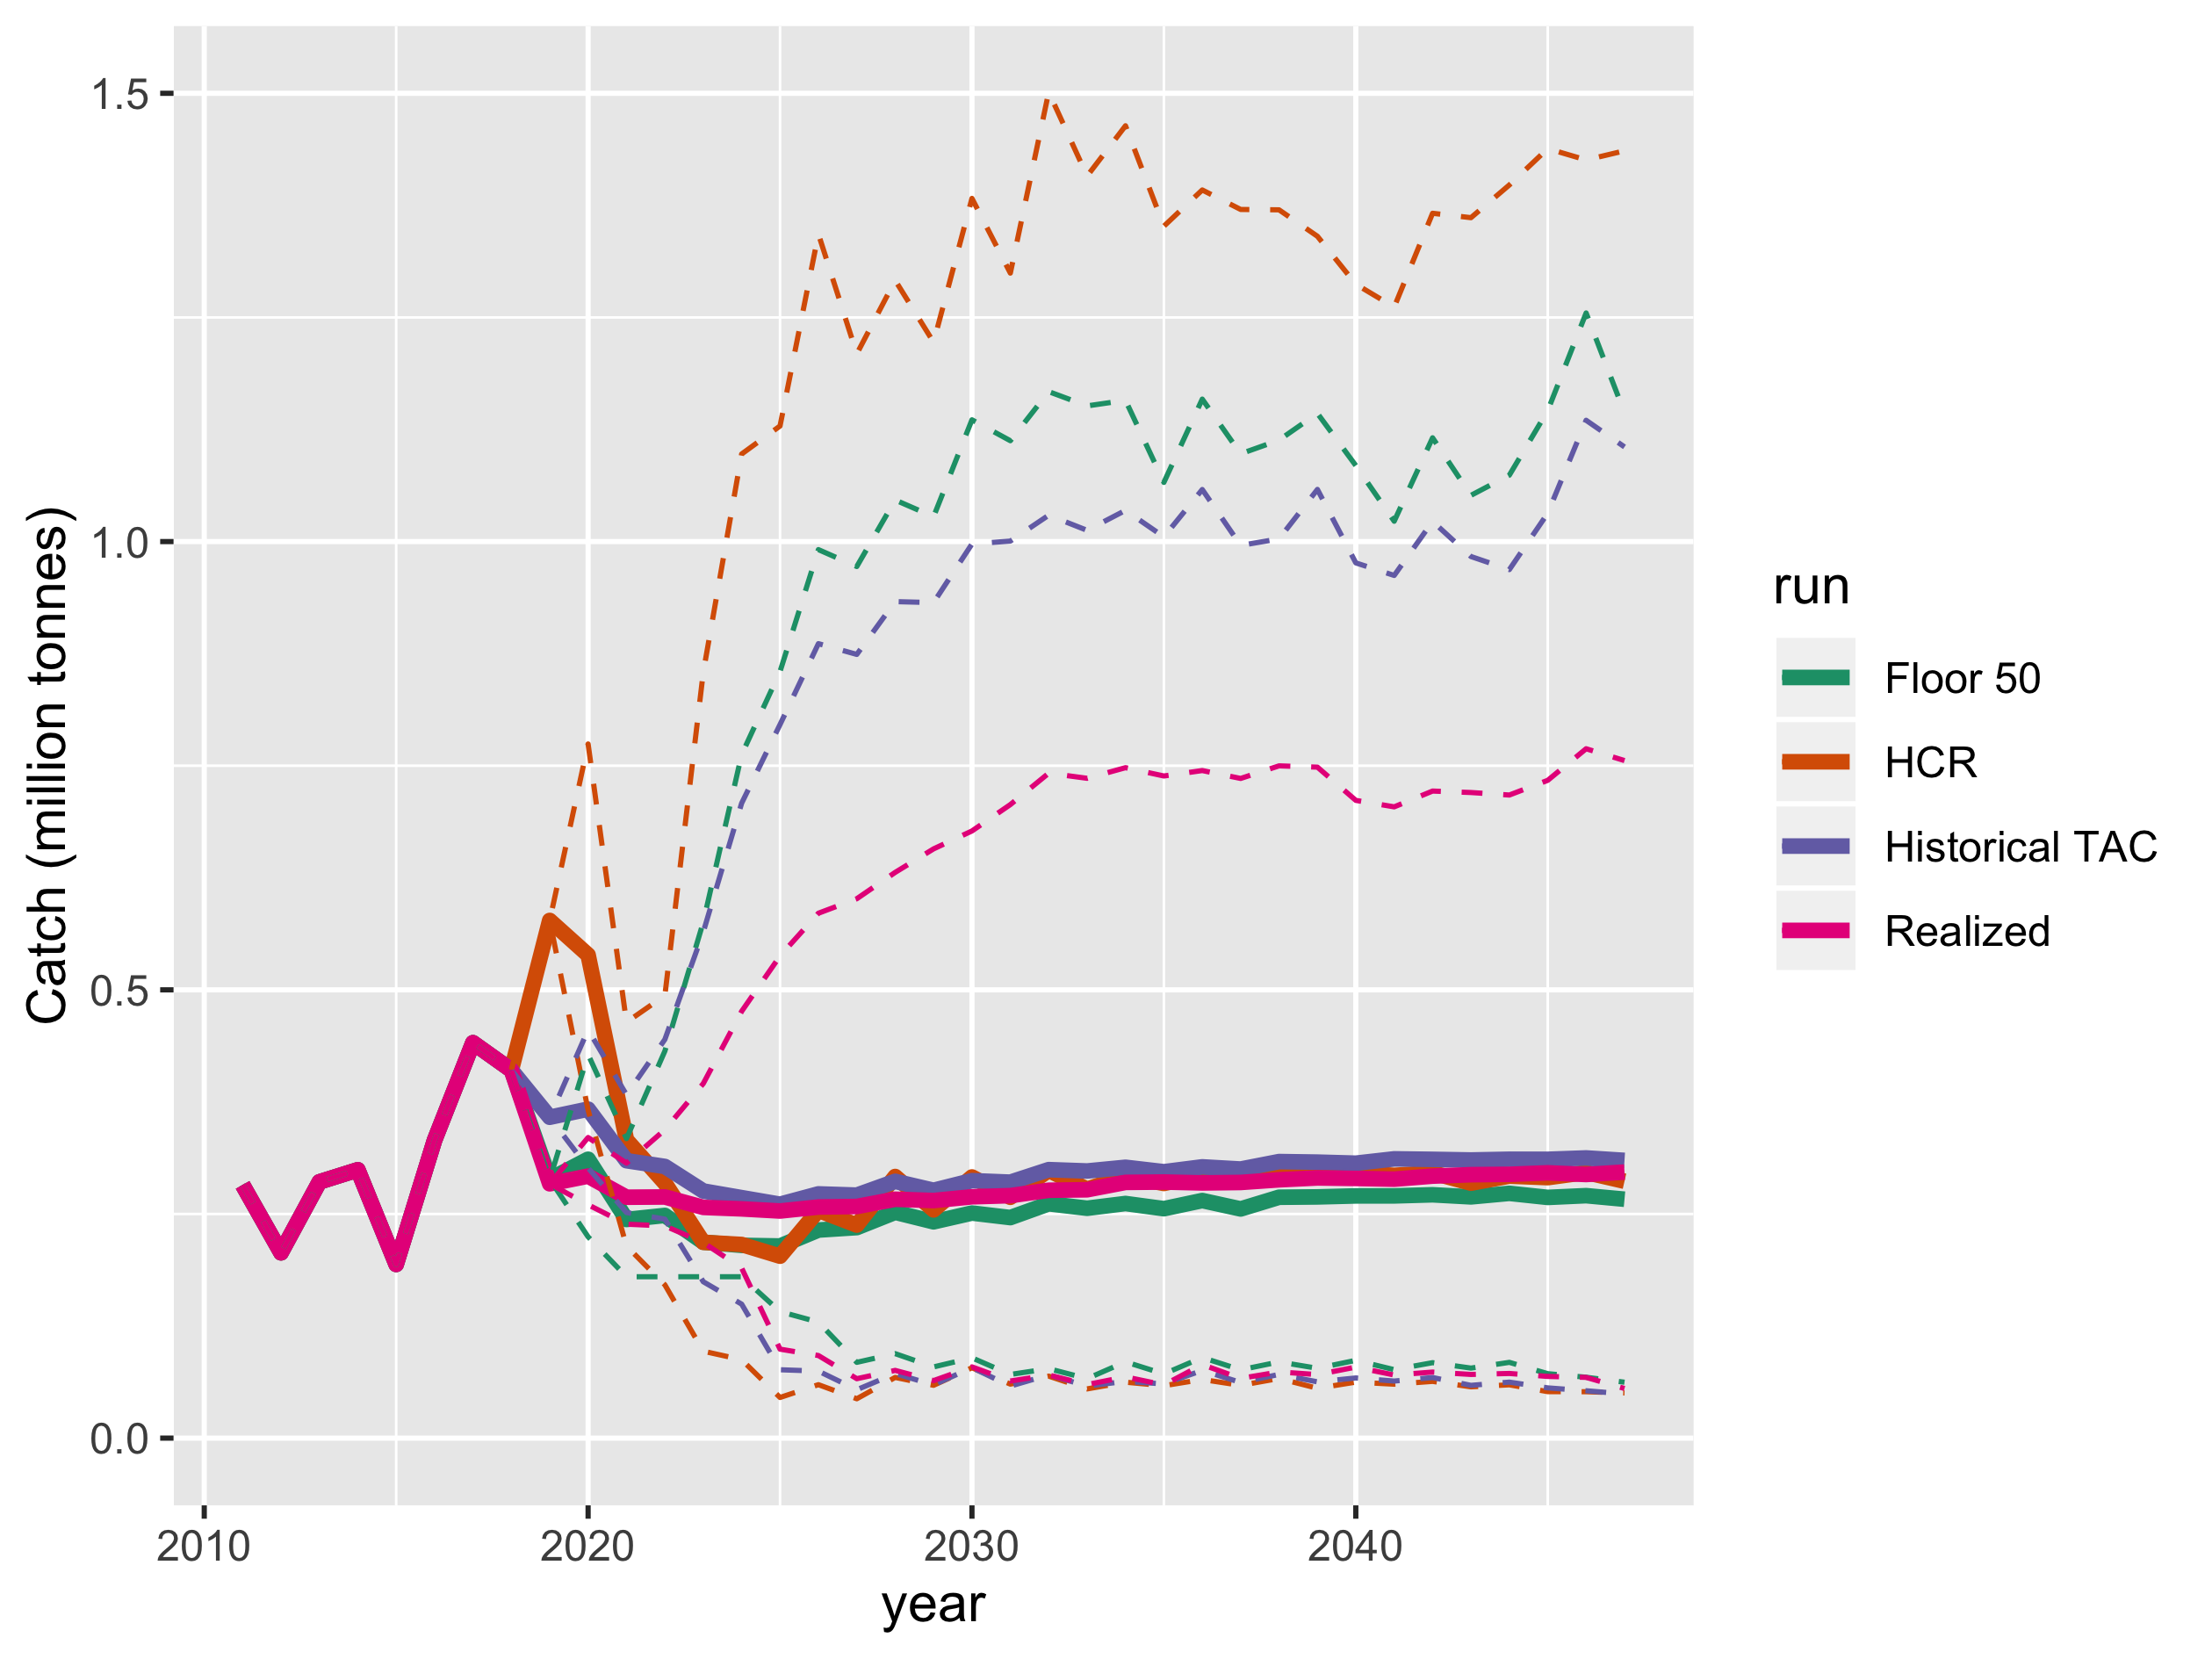 Catch (million tonnes)
1.5
1.0
0.5
0.0
2010 2020 2030 2040
year
run
Floor 50
HCR
Historical TAC
Realized